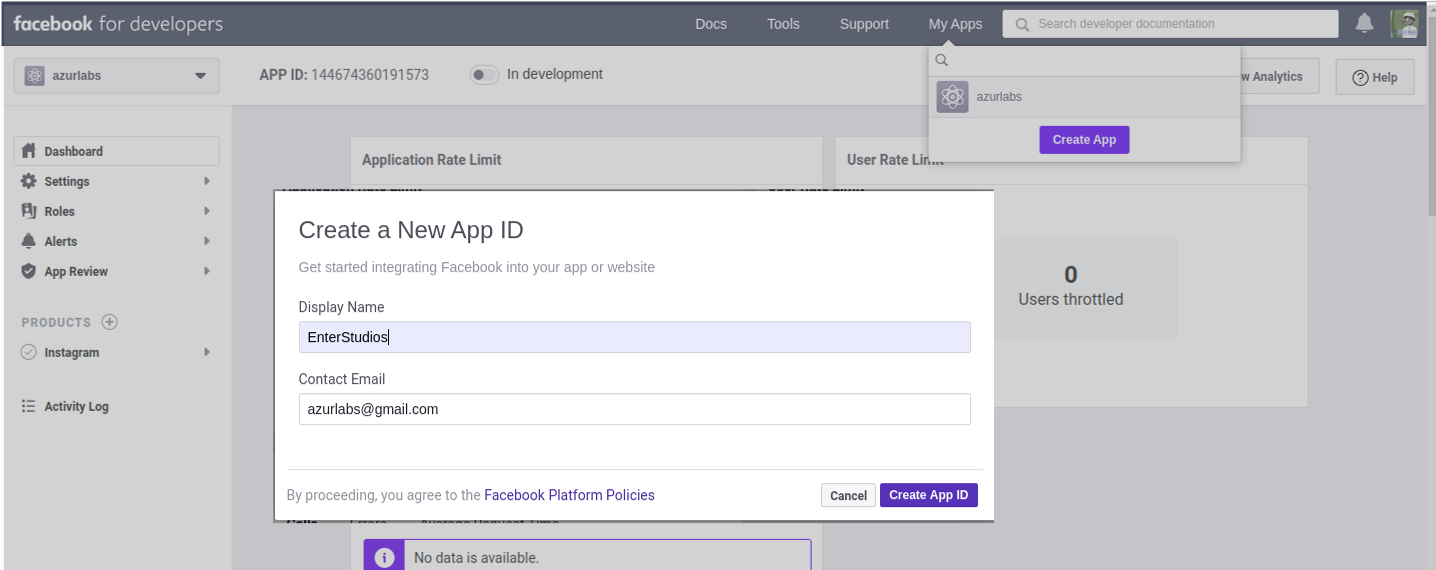 facebook for developers
Docs
Tools
Support
My Apps
Search developer documentation
azurlabs
APP ID: 144674360191573
In development
w Analytics
Help
azurlabs
Create App
Dashboard
Settings
Roles
Alerts
App Review
PRODUCTS
Instagram
Activity Log
Application Rate Limit
User Rate Limit
Create a New App ID
Get started integrating Facebook into your app or website
Display Name
EnterStudios
Contact Email
azurlabs@gmail.com
By proceeding, you agree to the Facebook Platform Policies
Cancel
Create App ID
0
Users throttled
No data is available.